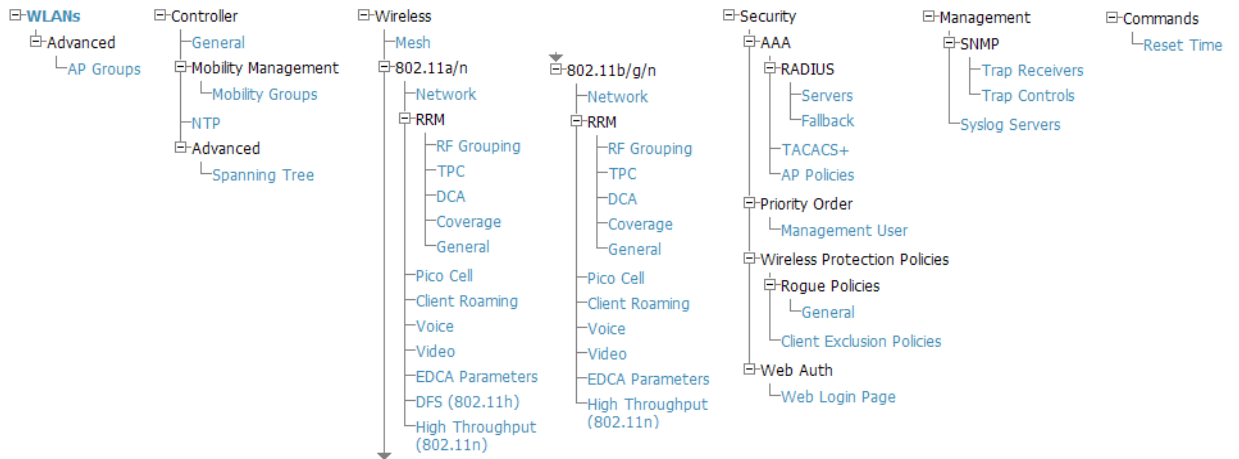 WLANs
Advanced
AP Groups
Controller
General
Mobility Management
Mobility Groups
NTP
Advanced
Spanning Tree
Wireless
Mesh
802.11a/n
Network
RRM
RF Grouping
TPC
DCA
Coverage
General
Pico Cell
Client Roaming
Voice
Video
EDCA Parameters
DFS (802.11h)
High Throughput
(802.11n)
802.11b/g/n
Network
RRM
RF Grouping
TPC
DCA
Coverage
General
Pico Cell
Client Roaming
Voice
Video
EDCA Parameters
High Throughput
(802.11n)
Security
AAA
RADIUS
Servers
Fallback
TACACS+
AP Policies
Priority Order
Management User
Wireless Protection Policies
Rogue Policies
General
Client Exclusion Policies
Web Auth
Web Login Page
Management
SNMP
Trap Receivers
Trap Controls
Syslog Servers
Commands
Reset Time